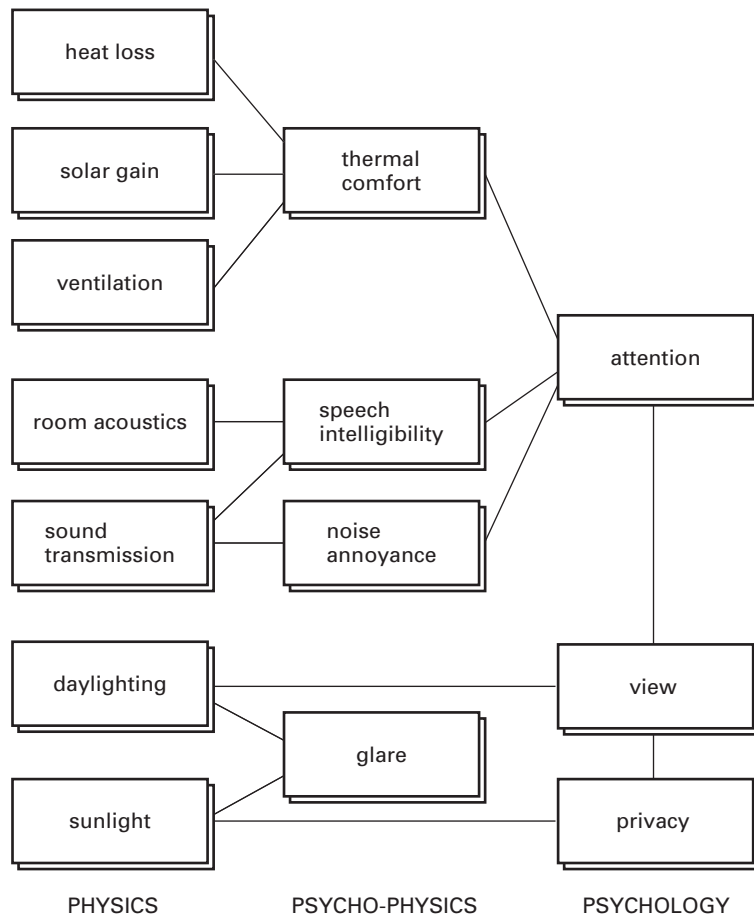 heat loss
solar gain
thermal
comfort
ventilation
attention
room acoustics
speech
intelligibility
sound
transmission
noise
annoyance
daylighting
view
glare
sunlight
privacy
PHYSICS
PSYCHO-PHYSICS
PSYCHOLOGY